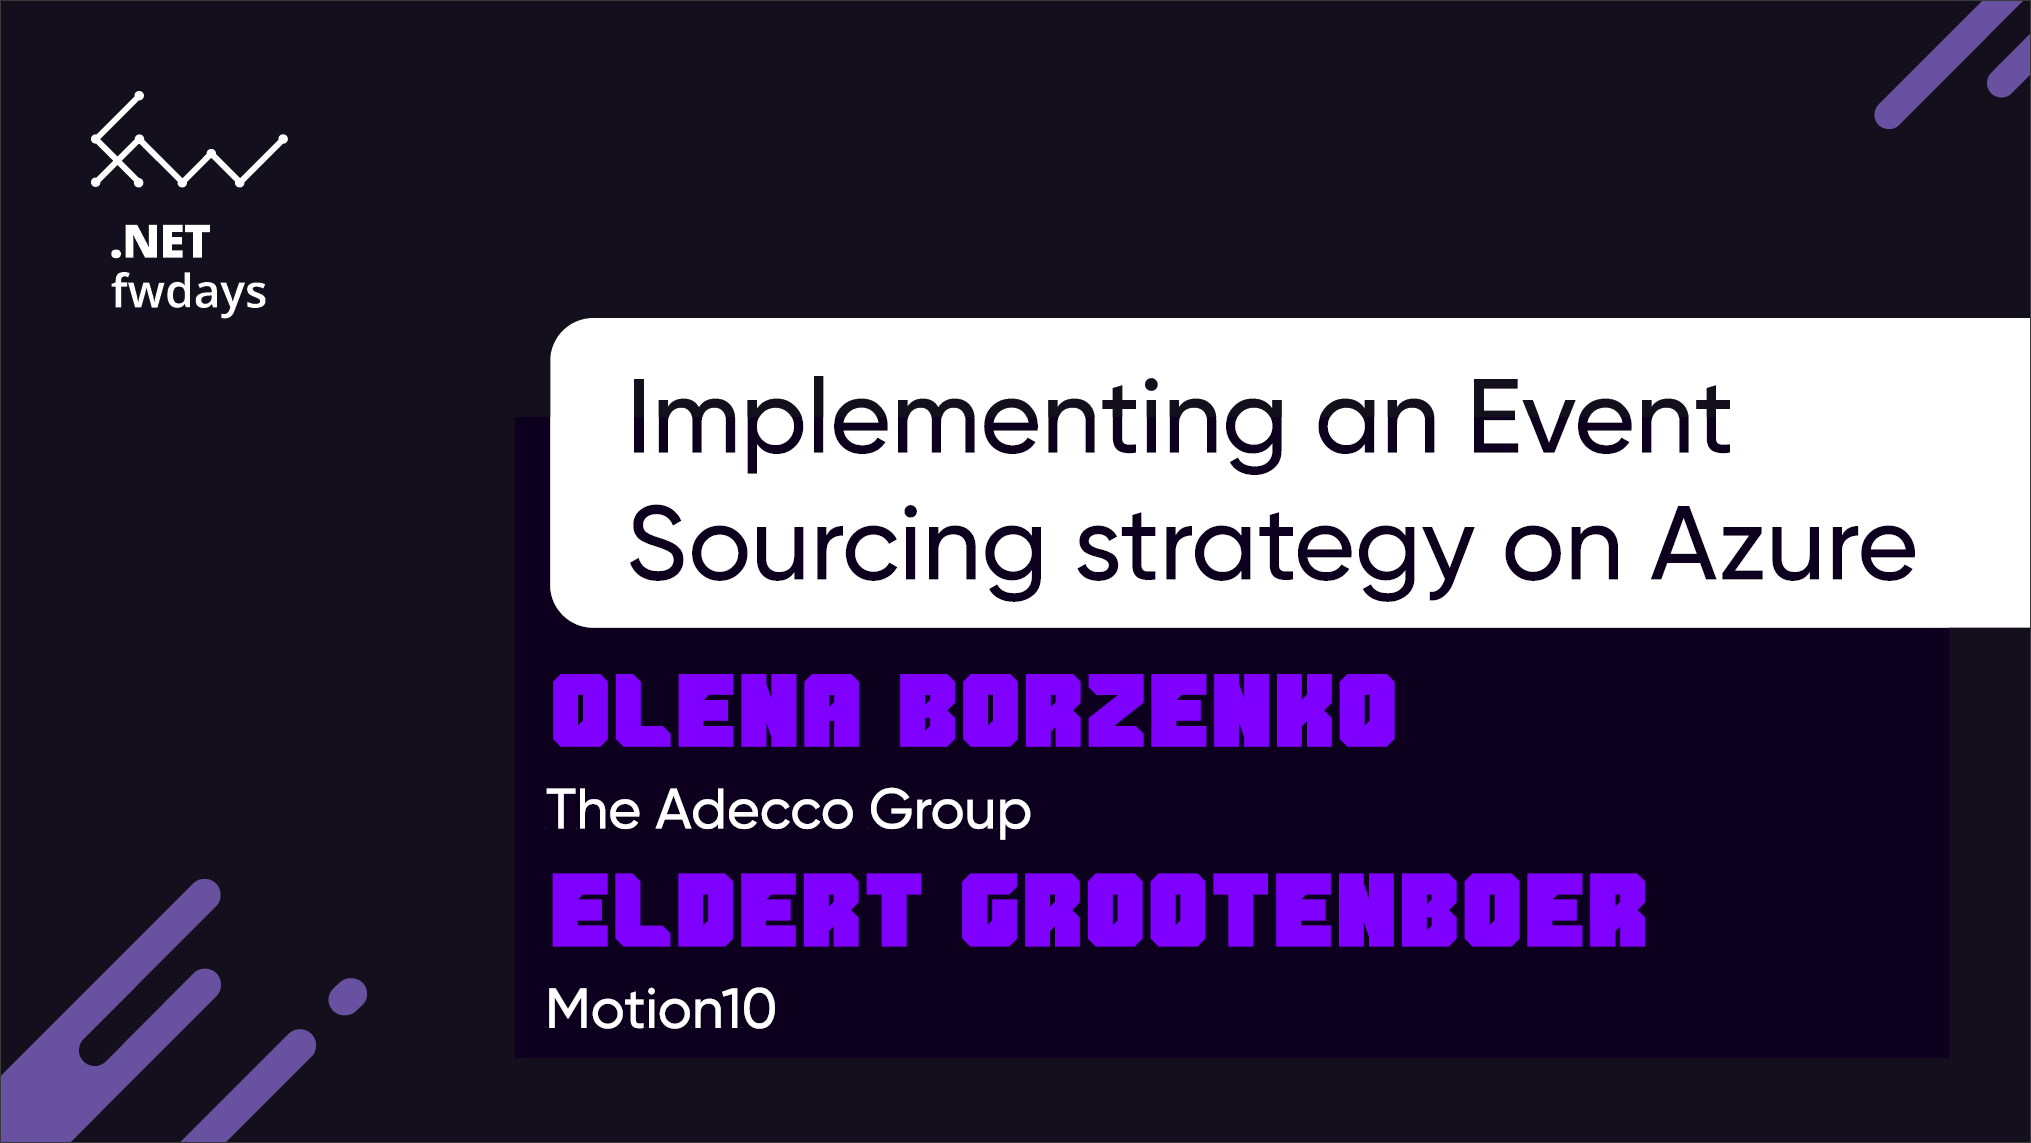 .NET
fwdays
Implementing an Event
Sourcing strategy on Azure
OLENA BORZENKO
The Adecco Group
ELDERT GROOTENBOER
Motion10